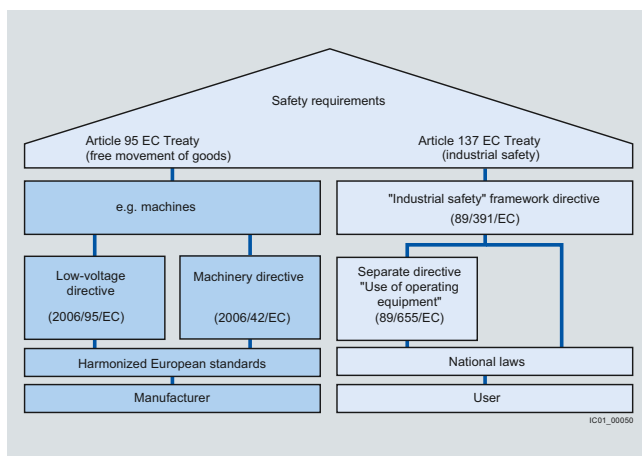 Safety requirements
Article 95 EC Treaty
(free movement of goods)
Article 137 EC Treaty
(industrial safety)
e.g. machines
"Industrial safety" framework directive
(89/391/EC)
Low-voltage
directive
(2006/95/EC)
Machinery directive
(2006/42/EC)
Separate directive
"Use of operating
equipment"
(89/655/EC)
Harmonized European standards
National laws
Manufacturer
User
IC01_00050